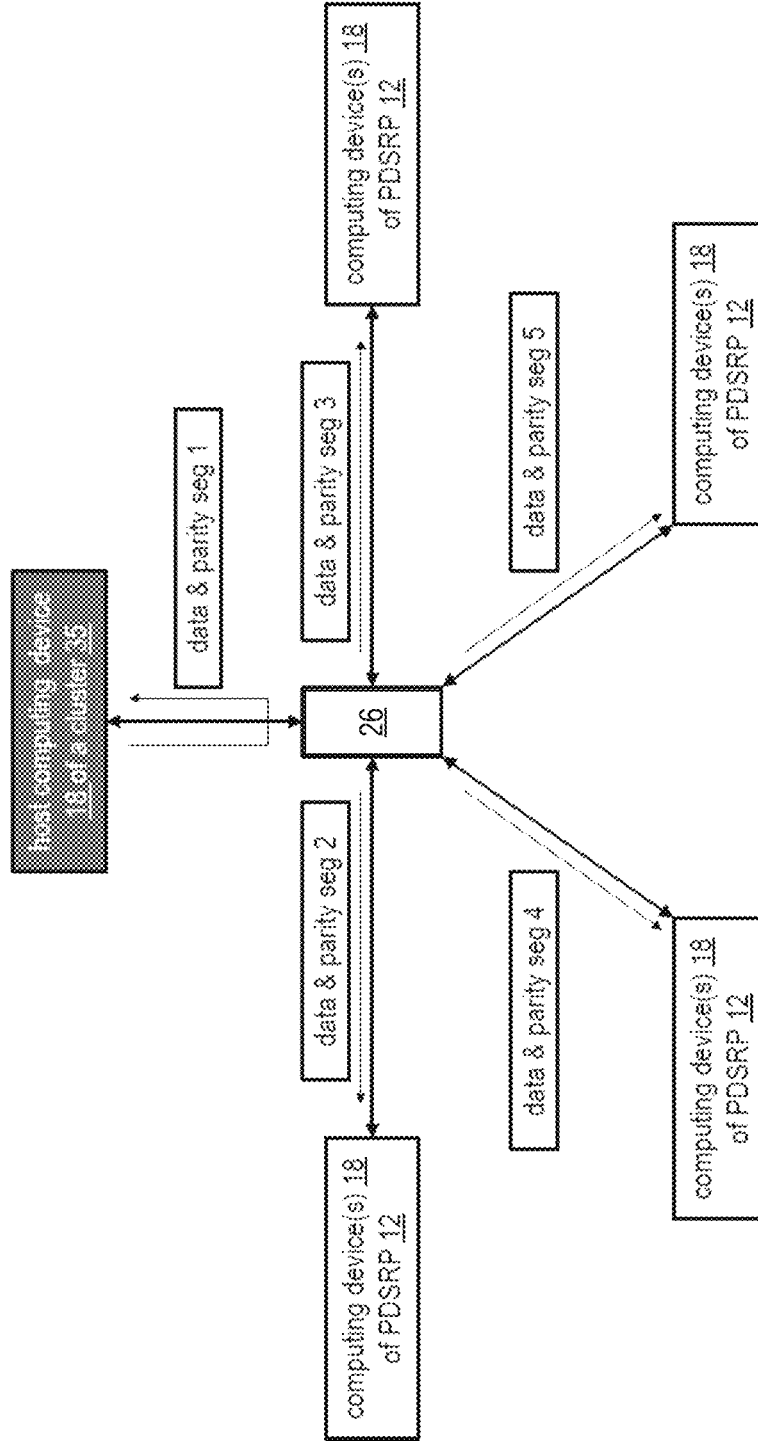 host computing device
18 of a cluster 35
data & parity seg 1
data & parity seg 2
data & parity seg 3
computing device(s) 18
of PDSRP 12
26
computing device(s) 18
of PDSRP 12
data & parity seg 4
data & parity seg 5
computing device(s) 18
of PDSRP 12
computing device(s) 18
of PDSRP 12